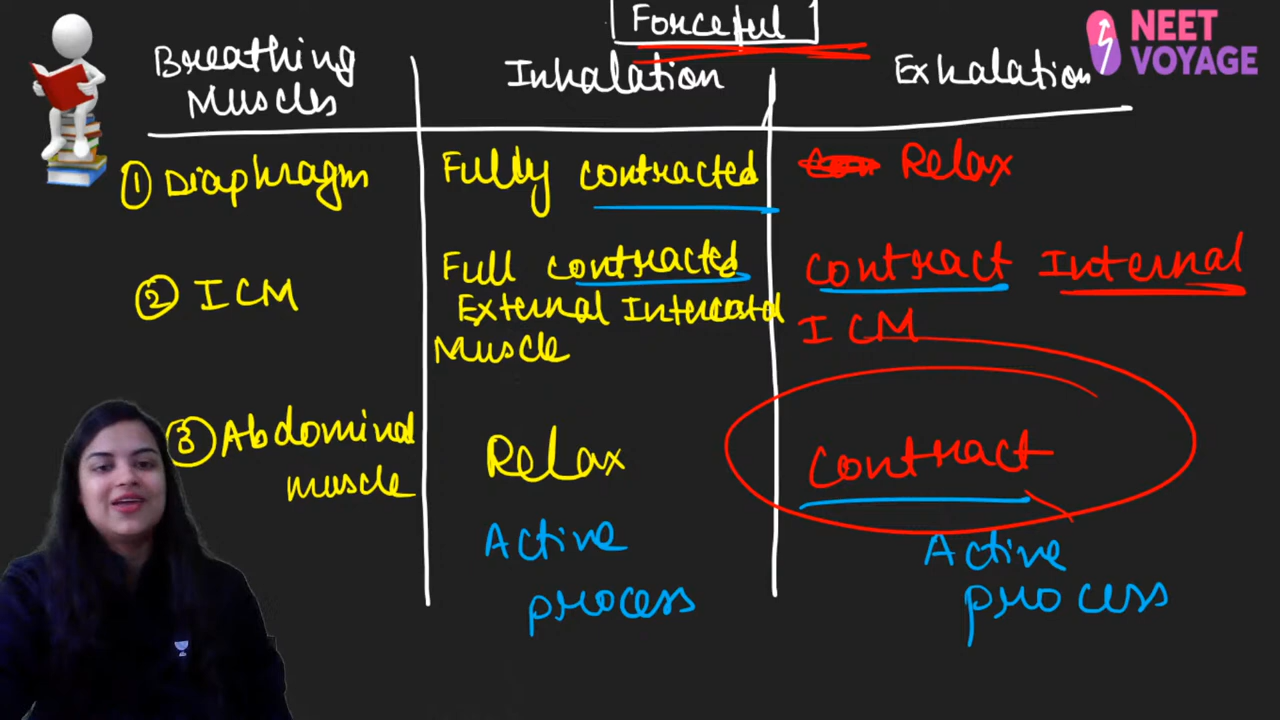 Forceful
NEET
VOYAGE
Breathing
Muscles
Inhalation
Exhalation
① Diaphragm
Fully contracted
Relax
② ICM
Full contracted
External Intercostal
Muscle
Contract Internal
ICM
③ Abdominal
muscle
Relax
Contract
Active
process
Active
process